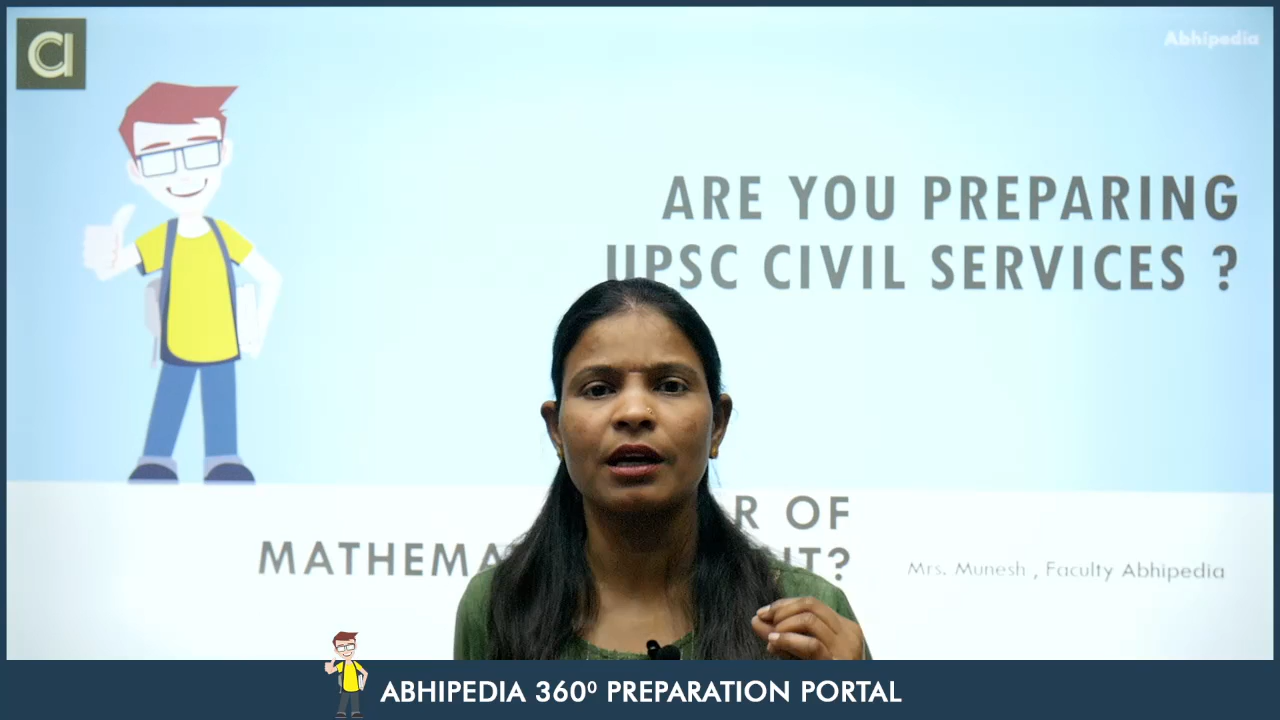 Abhipedia
ARE YOU PREPARING
UPSC CIVIL SERVICES ?
R OF
MATHEMA IT?
Mrs. Munesh , Faculty Abhipedia
ABHIPEDIA 360⁰ PREPARATION PORTAL